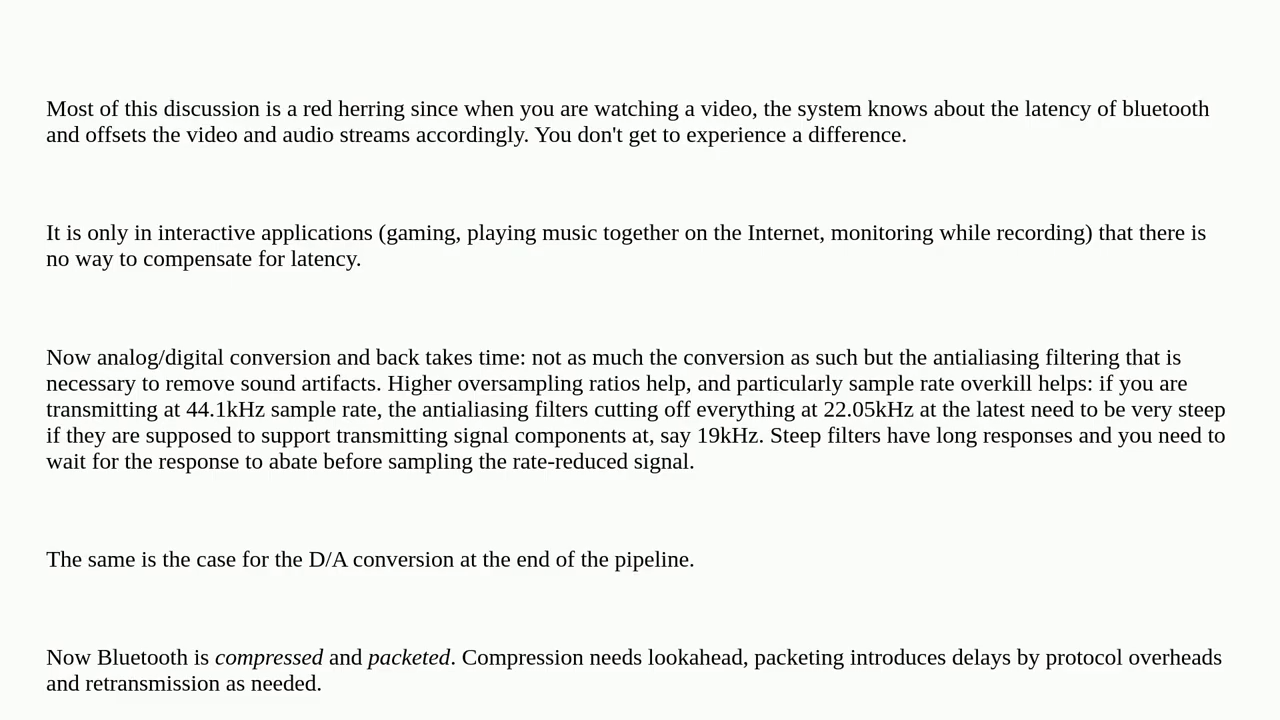 Most of this discussion is a red herring since when you are watching a video, the system knows about the latency of bluetooth
and offsets the video and audio streams accordingly. You don't get to experience a difference.
It is only in interactive applications (gaming, playing music together on the Internet, monitoring while recording) that there is
no way to compensate for latency.
Now analog/digital conversion and back takes time: not as much the conversion as such but the antialiasing filtering that is
necessary to remove sound artifacts. Higher oversampling ratios help, and particularly sample rate overkill helps: if you are
transmitting at 44.1kHz sample rate, the antialiasing filters cutting off everything at 22.05kHz at the latest need to be very steep
if they are supposed to support transmitting signal components at, say 19kHz. Steep filters have long responses and you need to
wait for the response to abate before sampling the rate-reduced signal.
The same is the case for the D/A conversion at the end of the pipeline.
Now Bluetooth is compressed and packeted. Compression needs lookahead, packeting introduces delays by protocol overheads
and retransmission as needed.